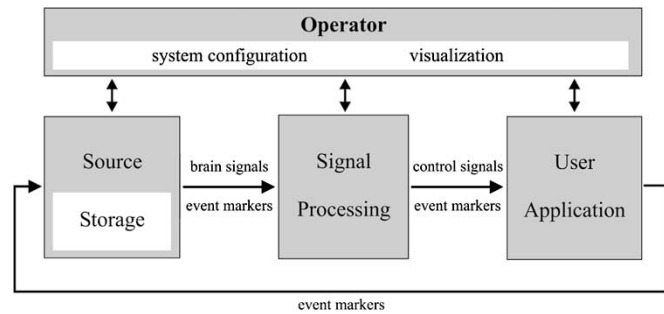 Operator
system configuration visualization
Source
Storage
brain signals
event markers
Signal
Processing
control signals
event markers
User
Application
event markers